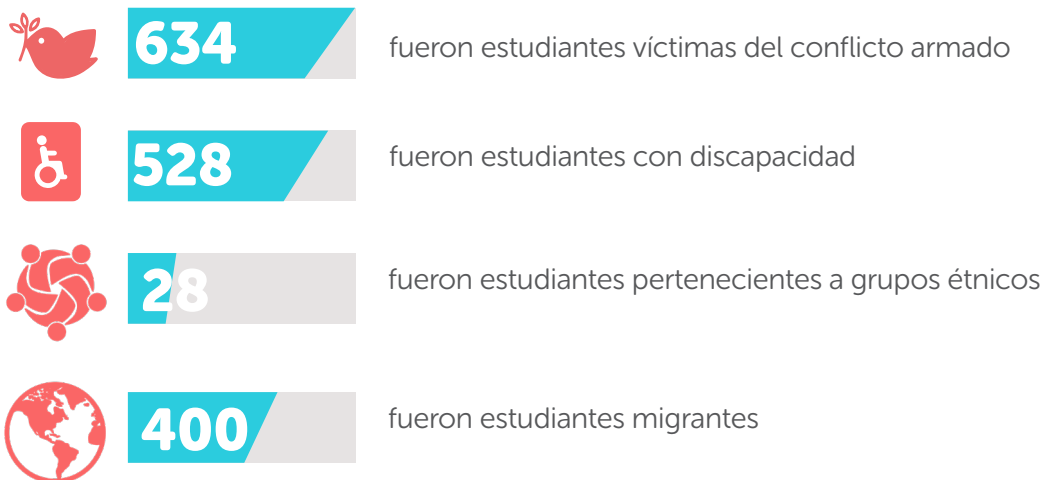 634 fueron estudiantes víctimas del conflicto armado
528 fueron estudiantes con discapacidad
28 fueron estudiantes pertenecientes a grupos étnicos
400 fueron estudiantes migrantes